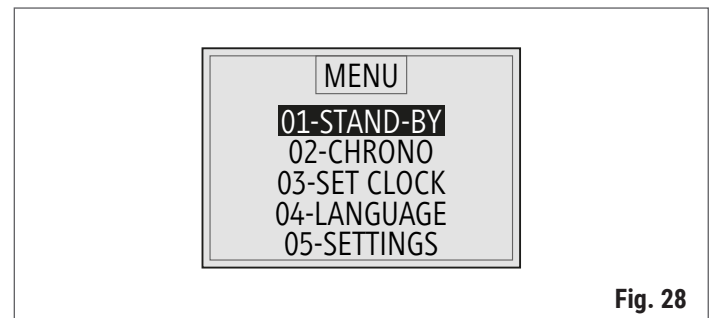 MENU
01-STAND-BY
02-CHRONO
03-SET CLOCK
04-LANGUAGE
05-SETTINGS
Fig. 28